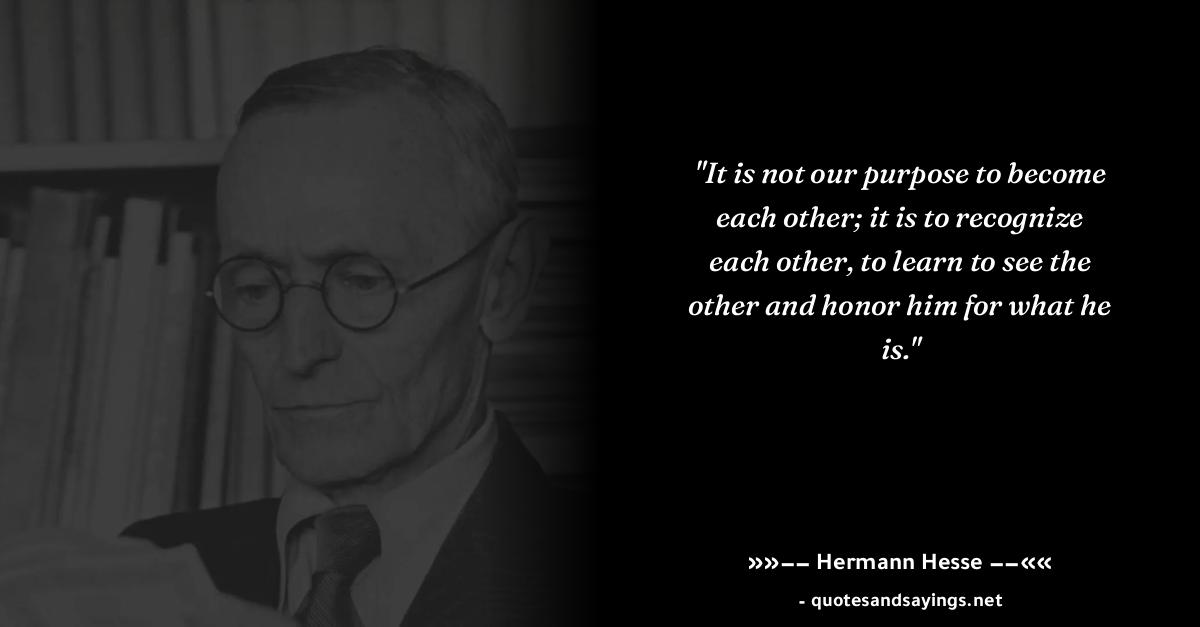 "It is not our purpose to become
each other; it is to recognize
each other, to learn to see the
other and honor him for what he
is."
»»–– Hermann Hesse ––««
- quotesandsayings.net